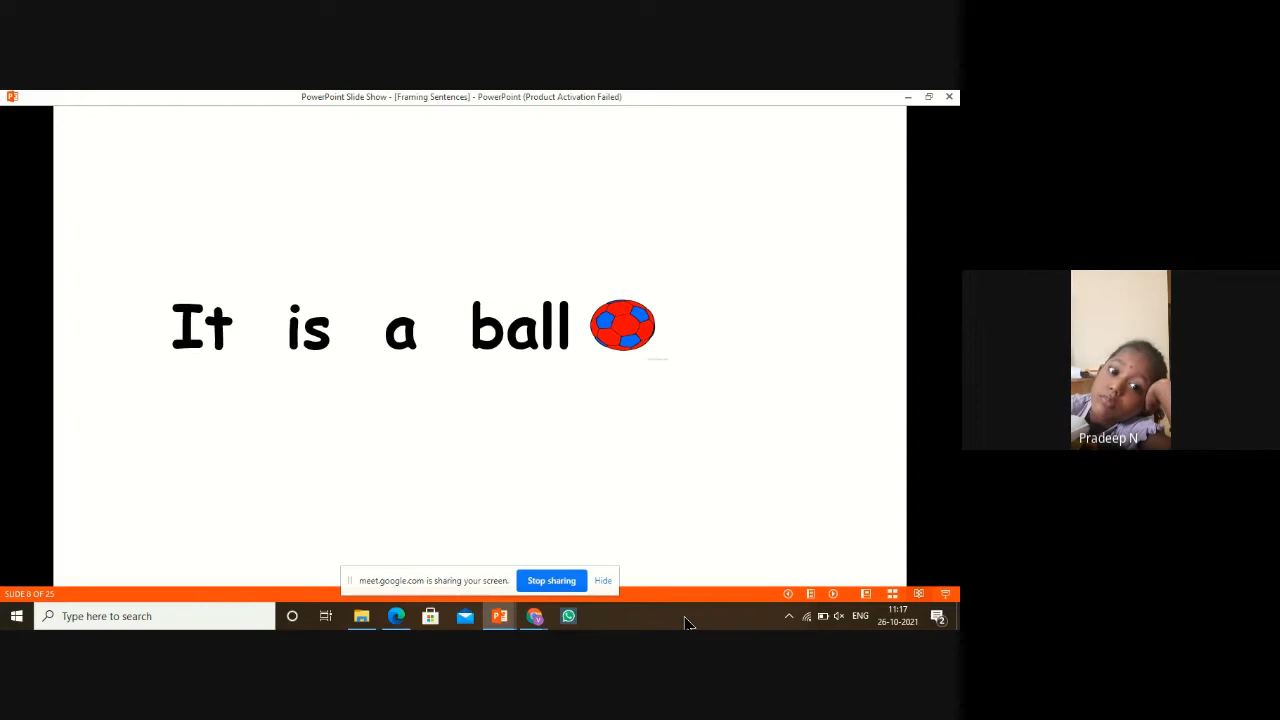 PowerPoint Slide Show - [Framing Sentences] - PowerPoint (Product Activation Failed)
It is a ball
Pradeep N
meet.google.com is sharing your screen.
Stop sharing
Hide
SLIDE 8 OF 25
Type here to search
ENG
11:17
26-10-2021
2